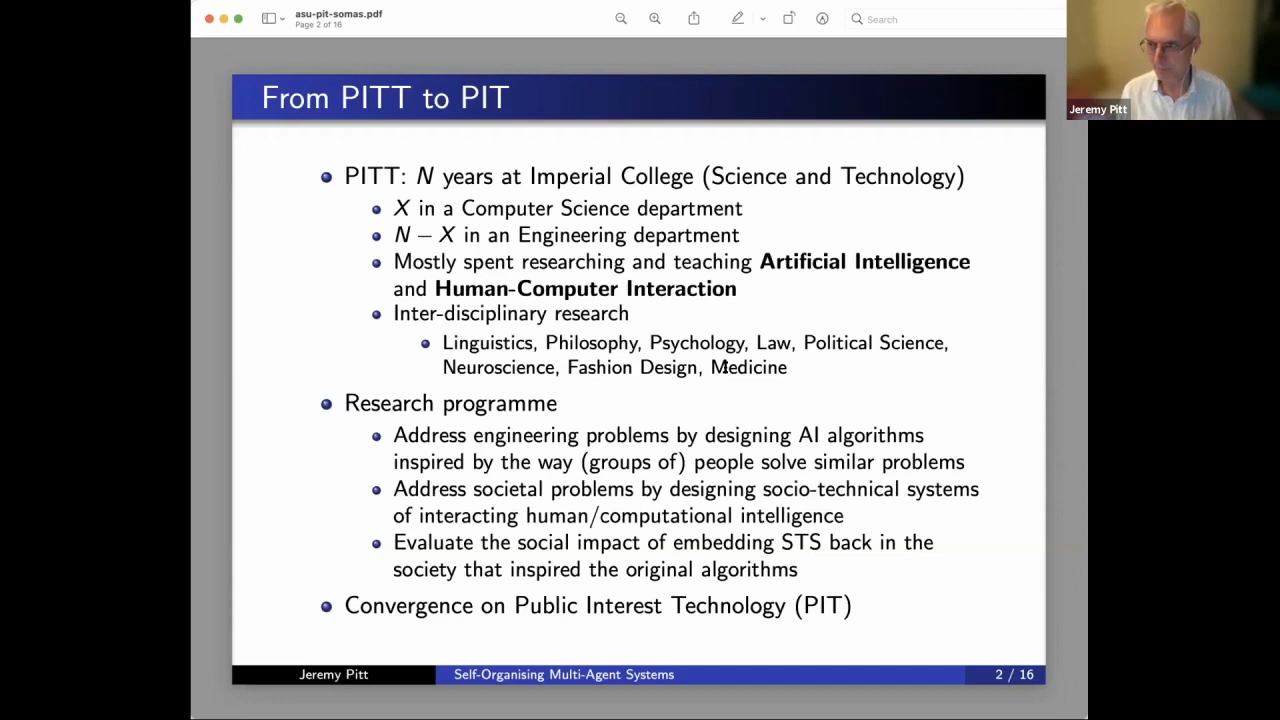 asu-pit-somas.pdf
Page 2 of 16
Search
Jeremy Pitt
From PITT to PIT
PITT: N years at Imperial College (Science and Technology)
X in a Computer Science department
N − X in an Engineering department
Mostly spent researching and teaching Artificial Intelligence
and Human-Computer Interaction
Inter-disciplinary research
Linguistics, Philosophy, Psychology, Law, Political Science,
Neuroscience, Fashion Design, Medicine
Research programme
Address engineering problems by designing AI algorithms
inspired by the way (groups of) people solve similar problems
Address societal problems by designing socio-technical systems
of interacting human/computational intelligence
Evaluate the social impact of embedding STS back in the
society that inspired the original algorithms
Convergence on Public Interest Technology (PIT)
Jeremy Pitt
Self-Organising Multi-Agent Systems
2 / 16